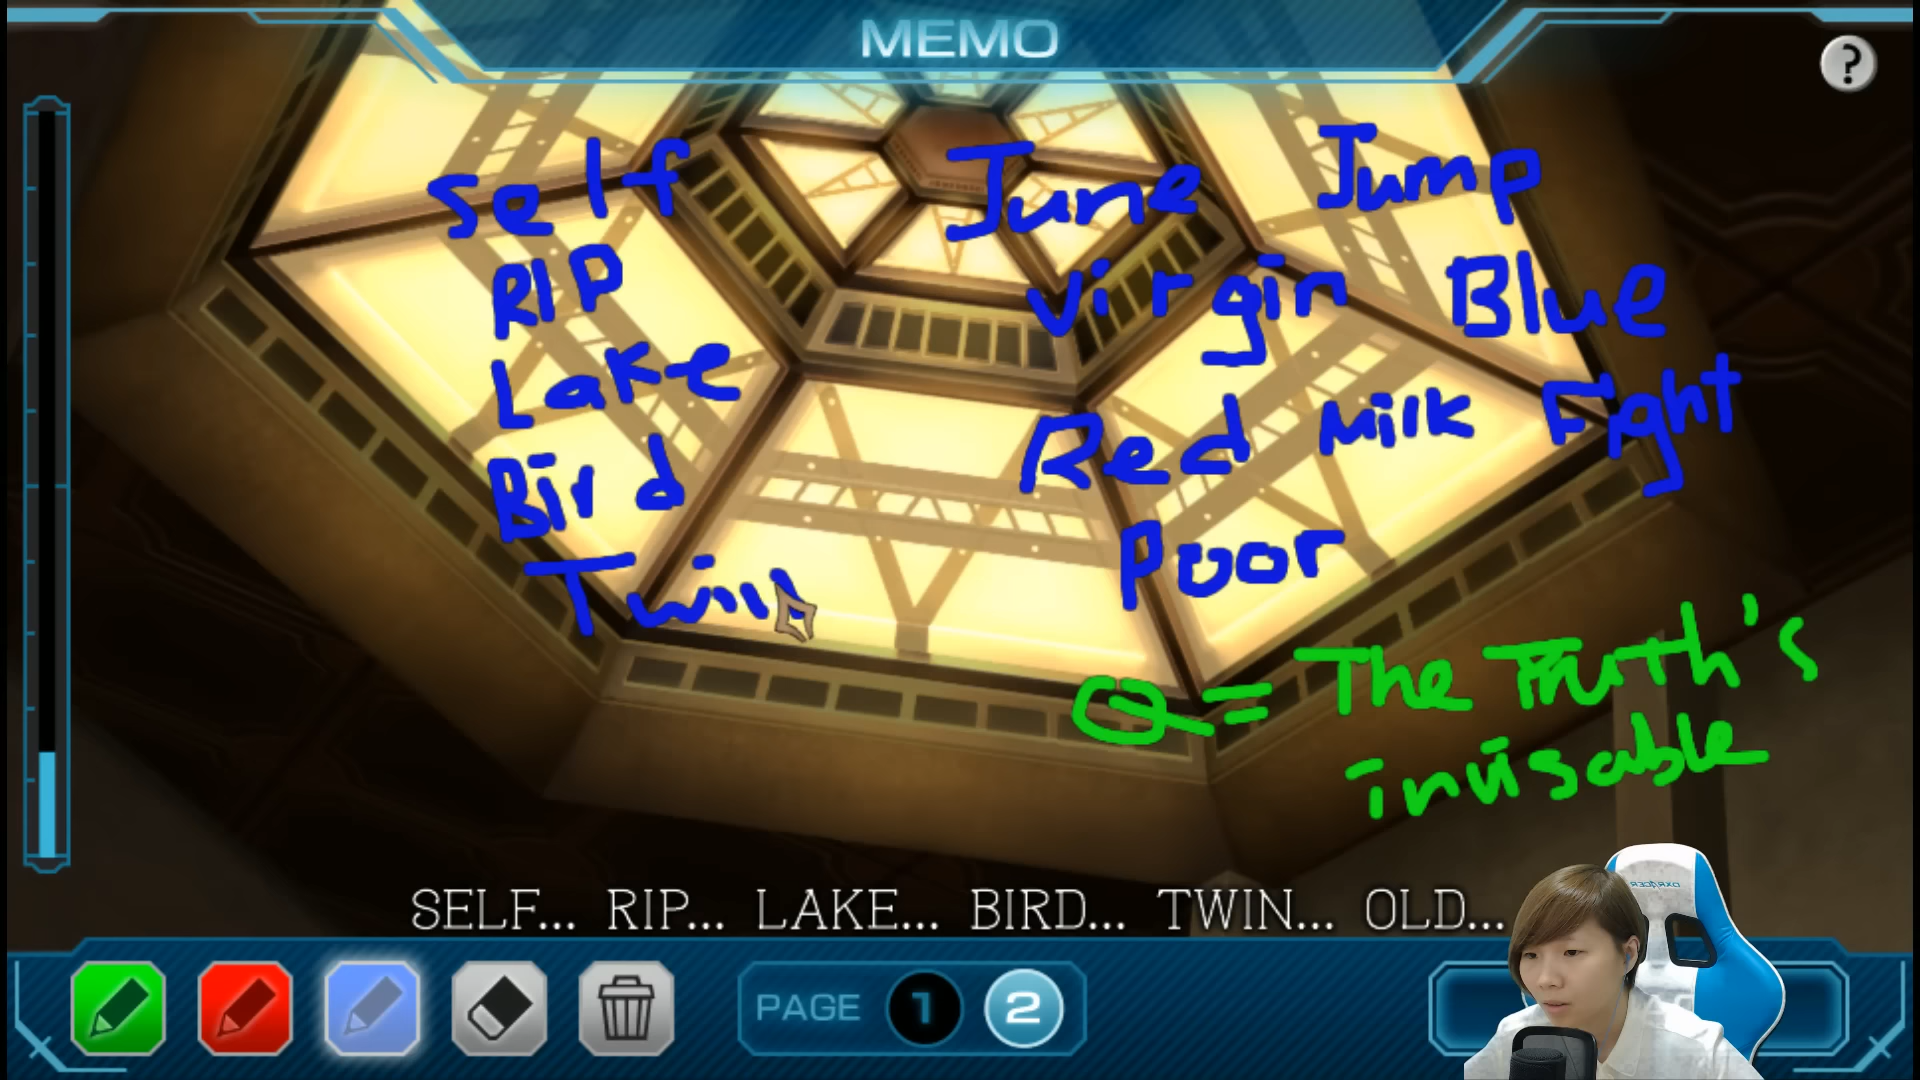 MEMO
?
Self June Jump
RIP Virgin Blue
Lake Red Milk Fight
Bird Poor
Twin
Q = The Truth's
invisable
SELF... RIP... LAKE... BIRD... TWIN... OLD...
PAGE 1 2